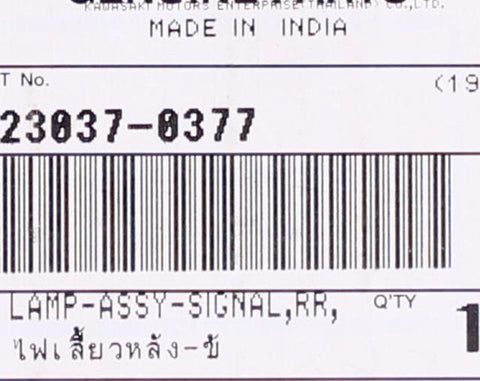 KAWASAKI MOTORS ENTERPRISE(THAILAND) CO.,LTD.
MADE IN INDIA
T No.
(19
23037-0377
LAMP-ASSY-SIGNAL,RR,
Q'TY
1
ไฟเลี้ยวหลัง-ข้